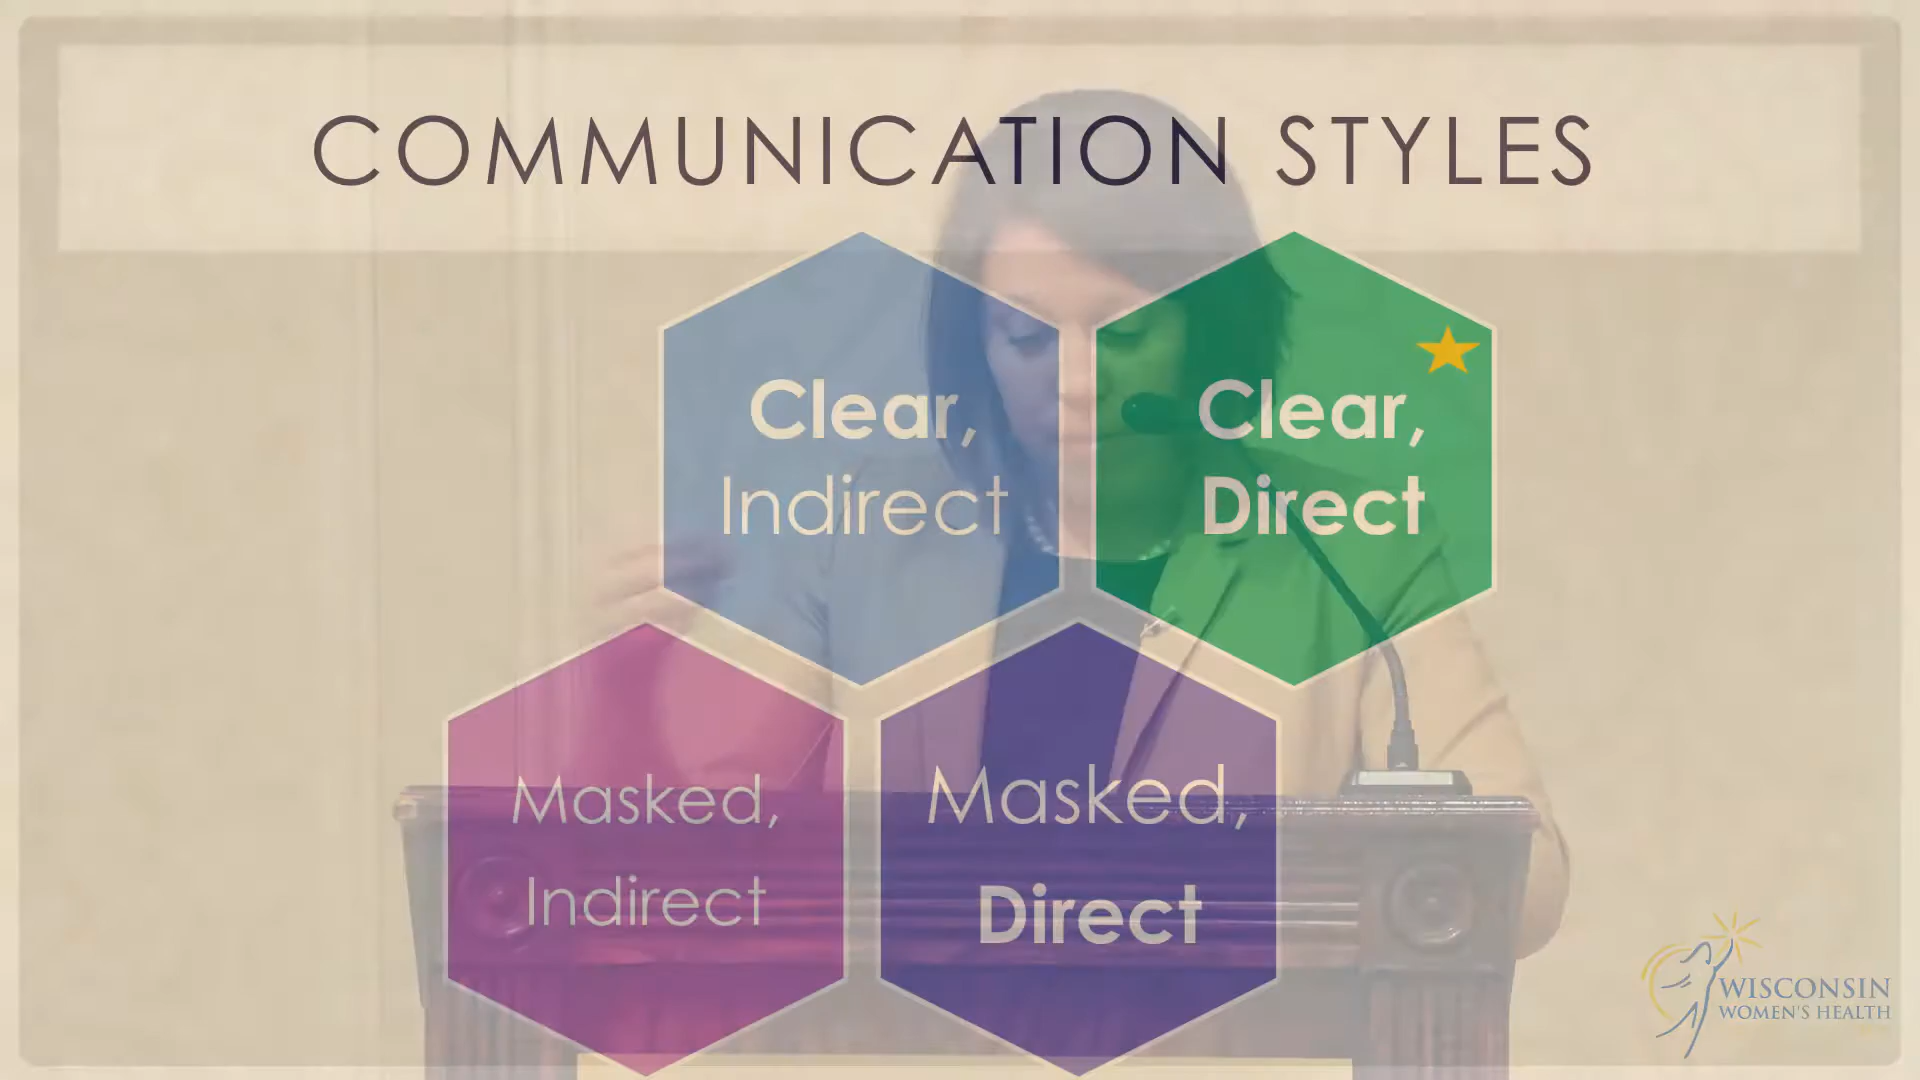 COMMUNICATION STYLES
Clear,
Indirect
Clear,
Direct
Masked,
Indirect
Masked,
Direct
WISCONSIN
WOMEN'S HEALTH